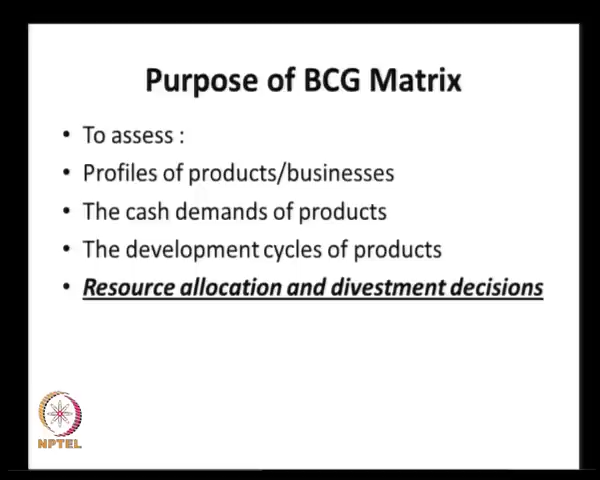 Purpose of BCG Matrix
• To assess :
• Profiles of products/businesses
• The cash demands of products
• The development cycles of products
• Resource allocation and divestment decisions
NPTEL